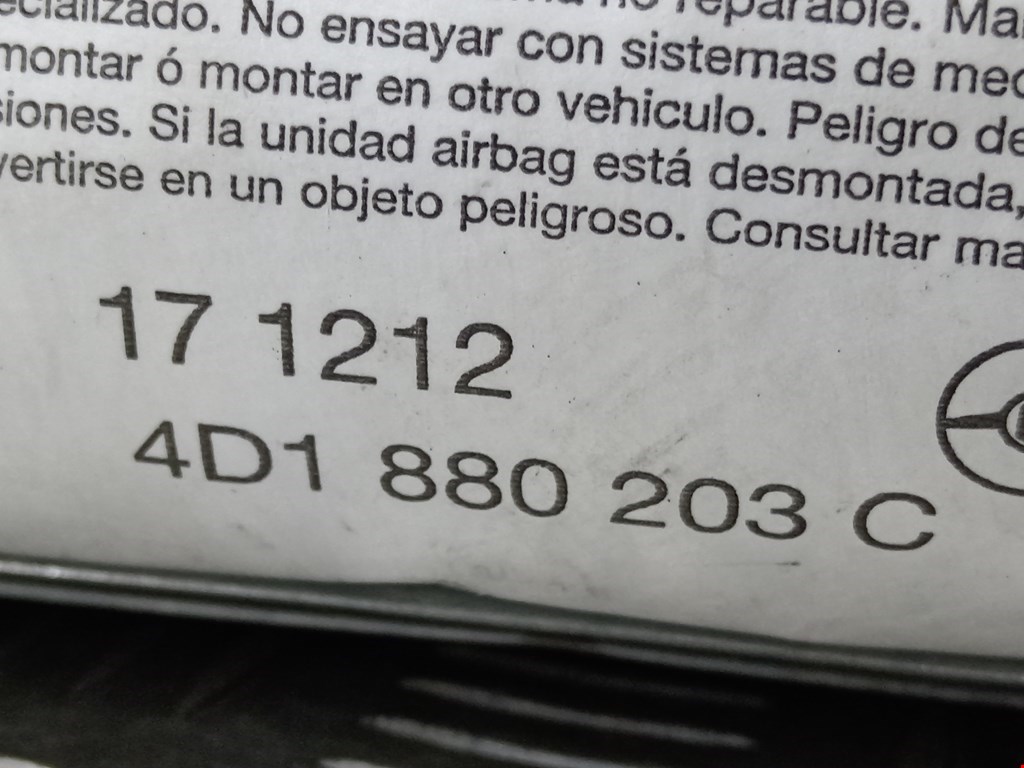 No ensayar con sistemas de
montar ó montar en otro vehiculo. Peligro de
Si la unidad airbag está desmontada,
en un objeto peligroso. Consultar
17 1212
4D1 880 203 C